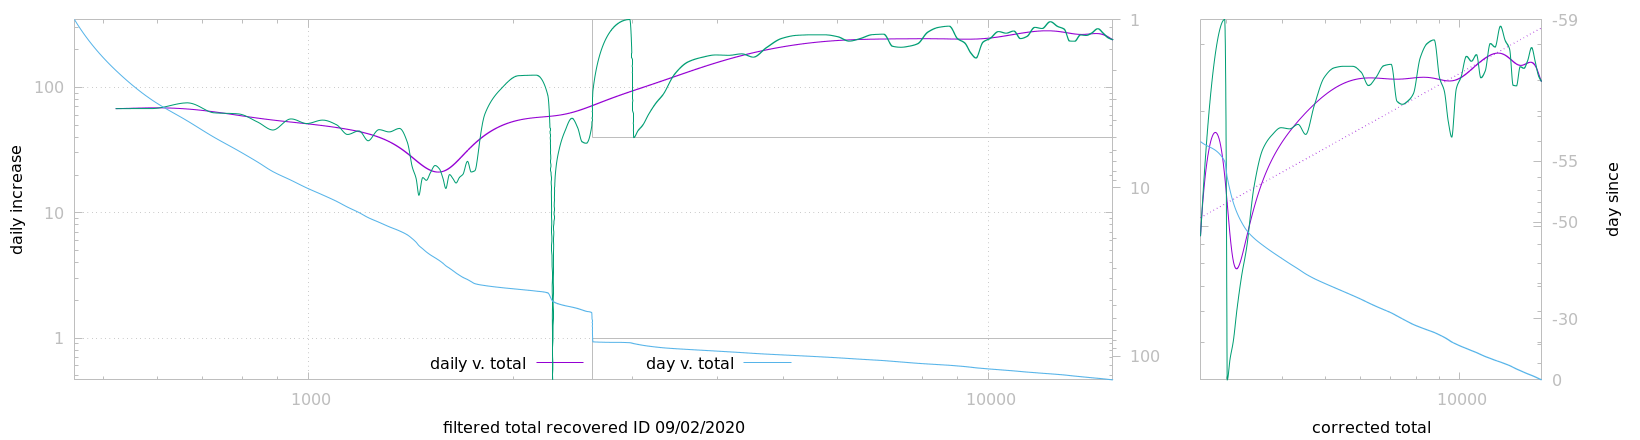 daily increase
100
10
1
1000
10000
1
10
100
daily v. total
day v. total
filtered total recovered ID 09/02/2020
-59
-55
-50
-30
0
day since
10000
corrected total